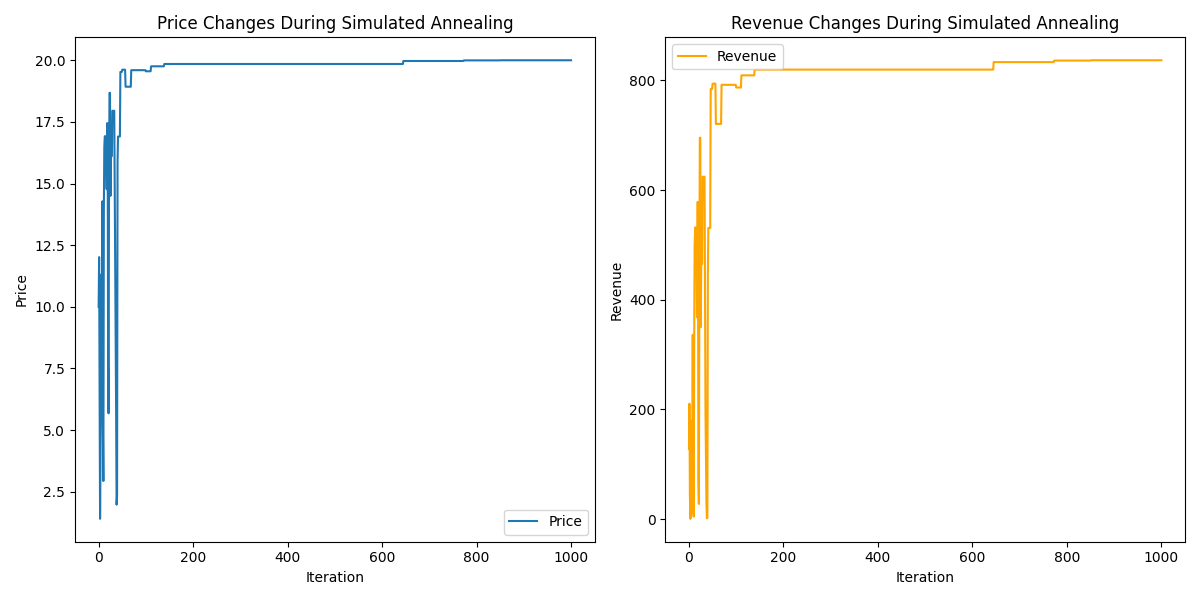 Price Changes During Simulated Annealing
20.0
17.5
15.0
12.5
10.0
7.5
5.0
2.5
Price
Price
0 200 400 600 800 1000
Iteration
Revenue Changes During Simulated Annealing
Revenue
800
600
400
200
0
Revenue
0 200 400 600 800 1000
Iteration